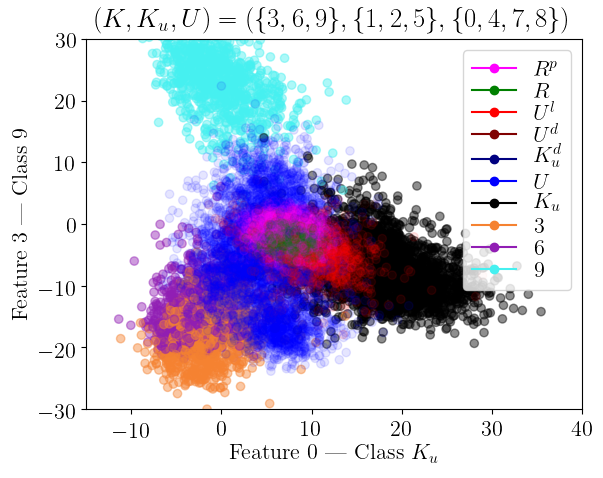 (K, K_u, U) = ({3, 6, 9}, {1, 2, 5}, {0, 4, 7, 8})
30
20
10
0
−10
−20
−30
Feature 3 — Class 9
R^p
R
U^l
U^d
K_u^d
U
K_u
3
6
9
−10
0
10
20
30
40
Feature 0 — Class K_u